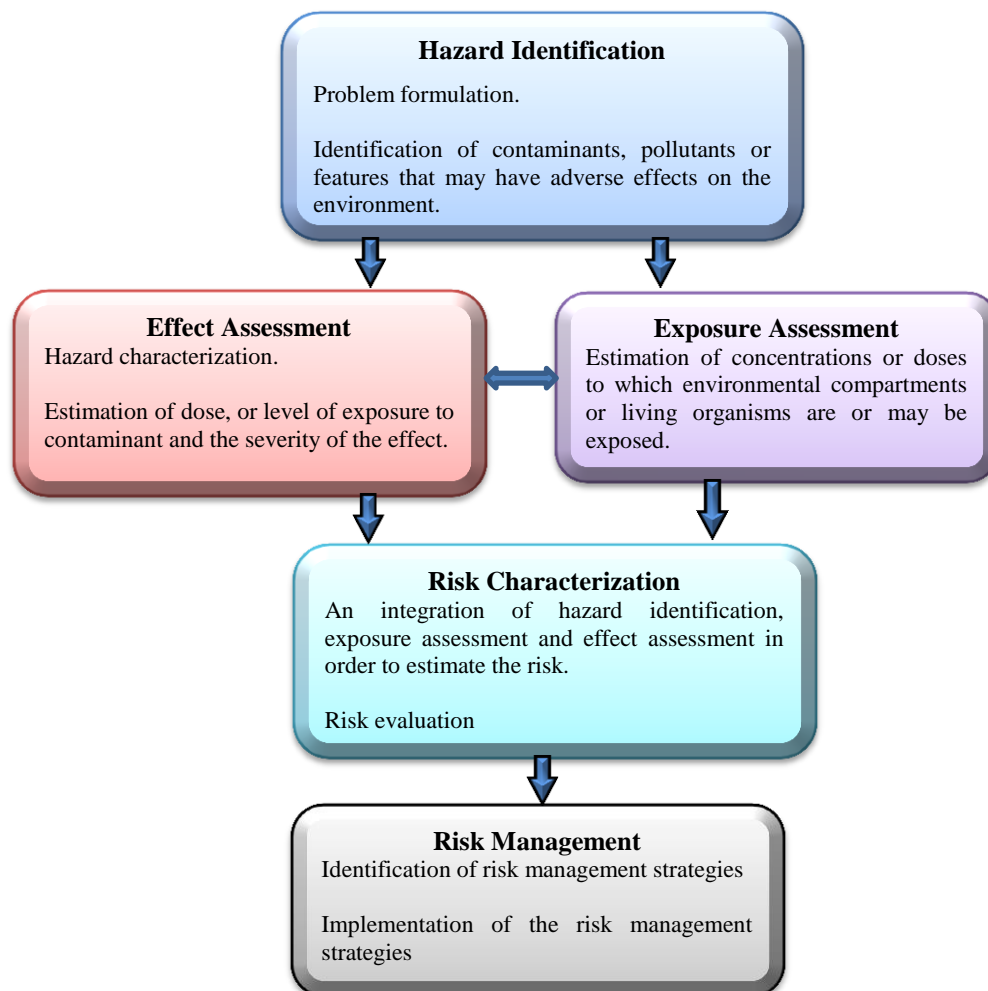 Hazard Identification
Problem formulation.
Identification of contaminants, pollutants or
features that may have adverse effects on the
environment.
Effect Assessment
Hazard characterization.
Estimation of dose, or level of exposure to
contaminant and the severity of the effect.
Exposure Assessment
Estimation of concentrations or doses
to which environmental compartments
or living organisms are or may be
exposed.
Risk Characterization
An integration of hazard identification,
exposure assessment and effect assessment in
order to estimate the risk.
Risk evaluation
Risk Management
Identification of risk management strategies
Implementation of the risk management
strategies